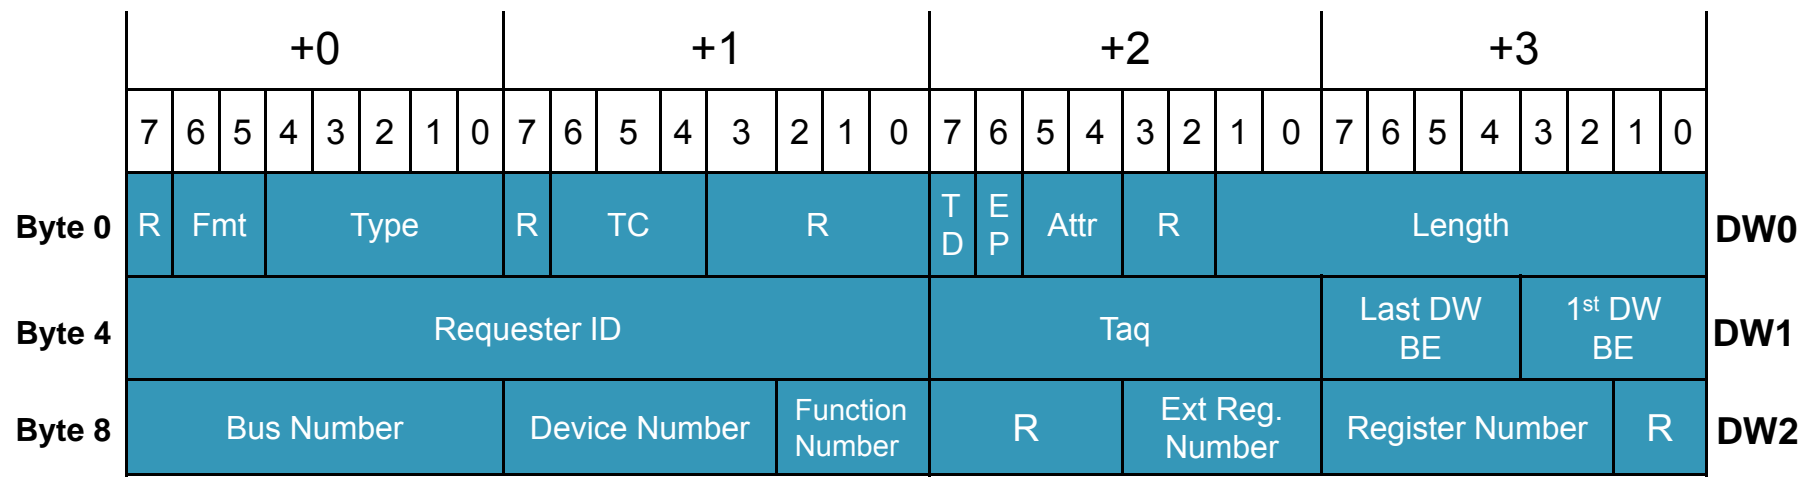 +0 +1 +2 +3
7 6 5 4 3 2 1 0 7 6 5 4 3 2 1 0 7 6 5 4 3 2 1 0 7 6 5 4 3 2 1 0
Byte 0 R Fmt Type R TC R T D E P Attr R Length DW0
Byte 4 Requester ID Taq Last DW BE 1st DW BE DW1
Byte 8 Bus Number Device Number Function Number R Ext Reg. Number Register Number R DW2